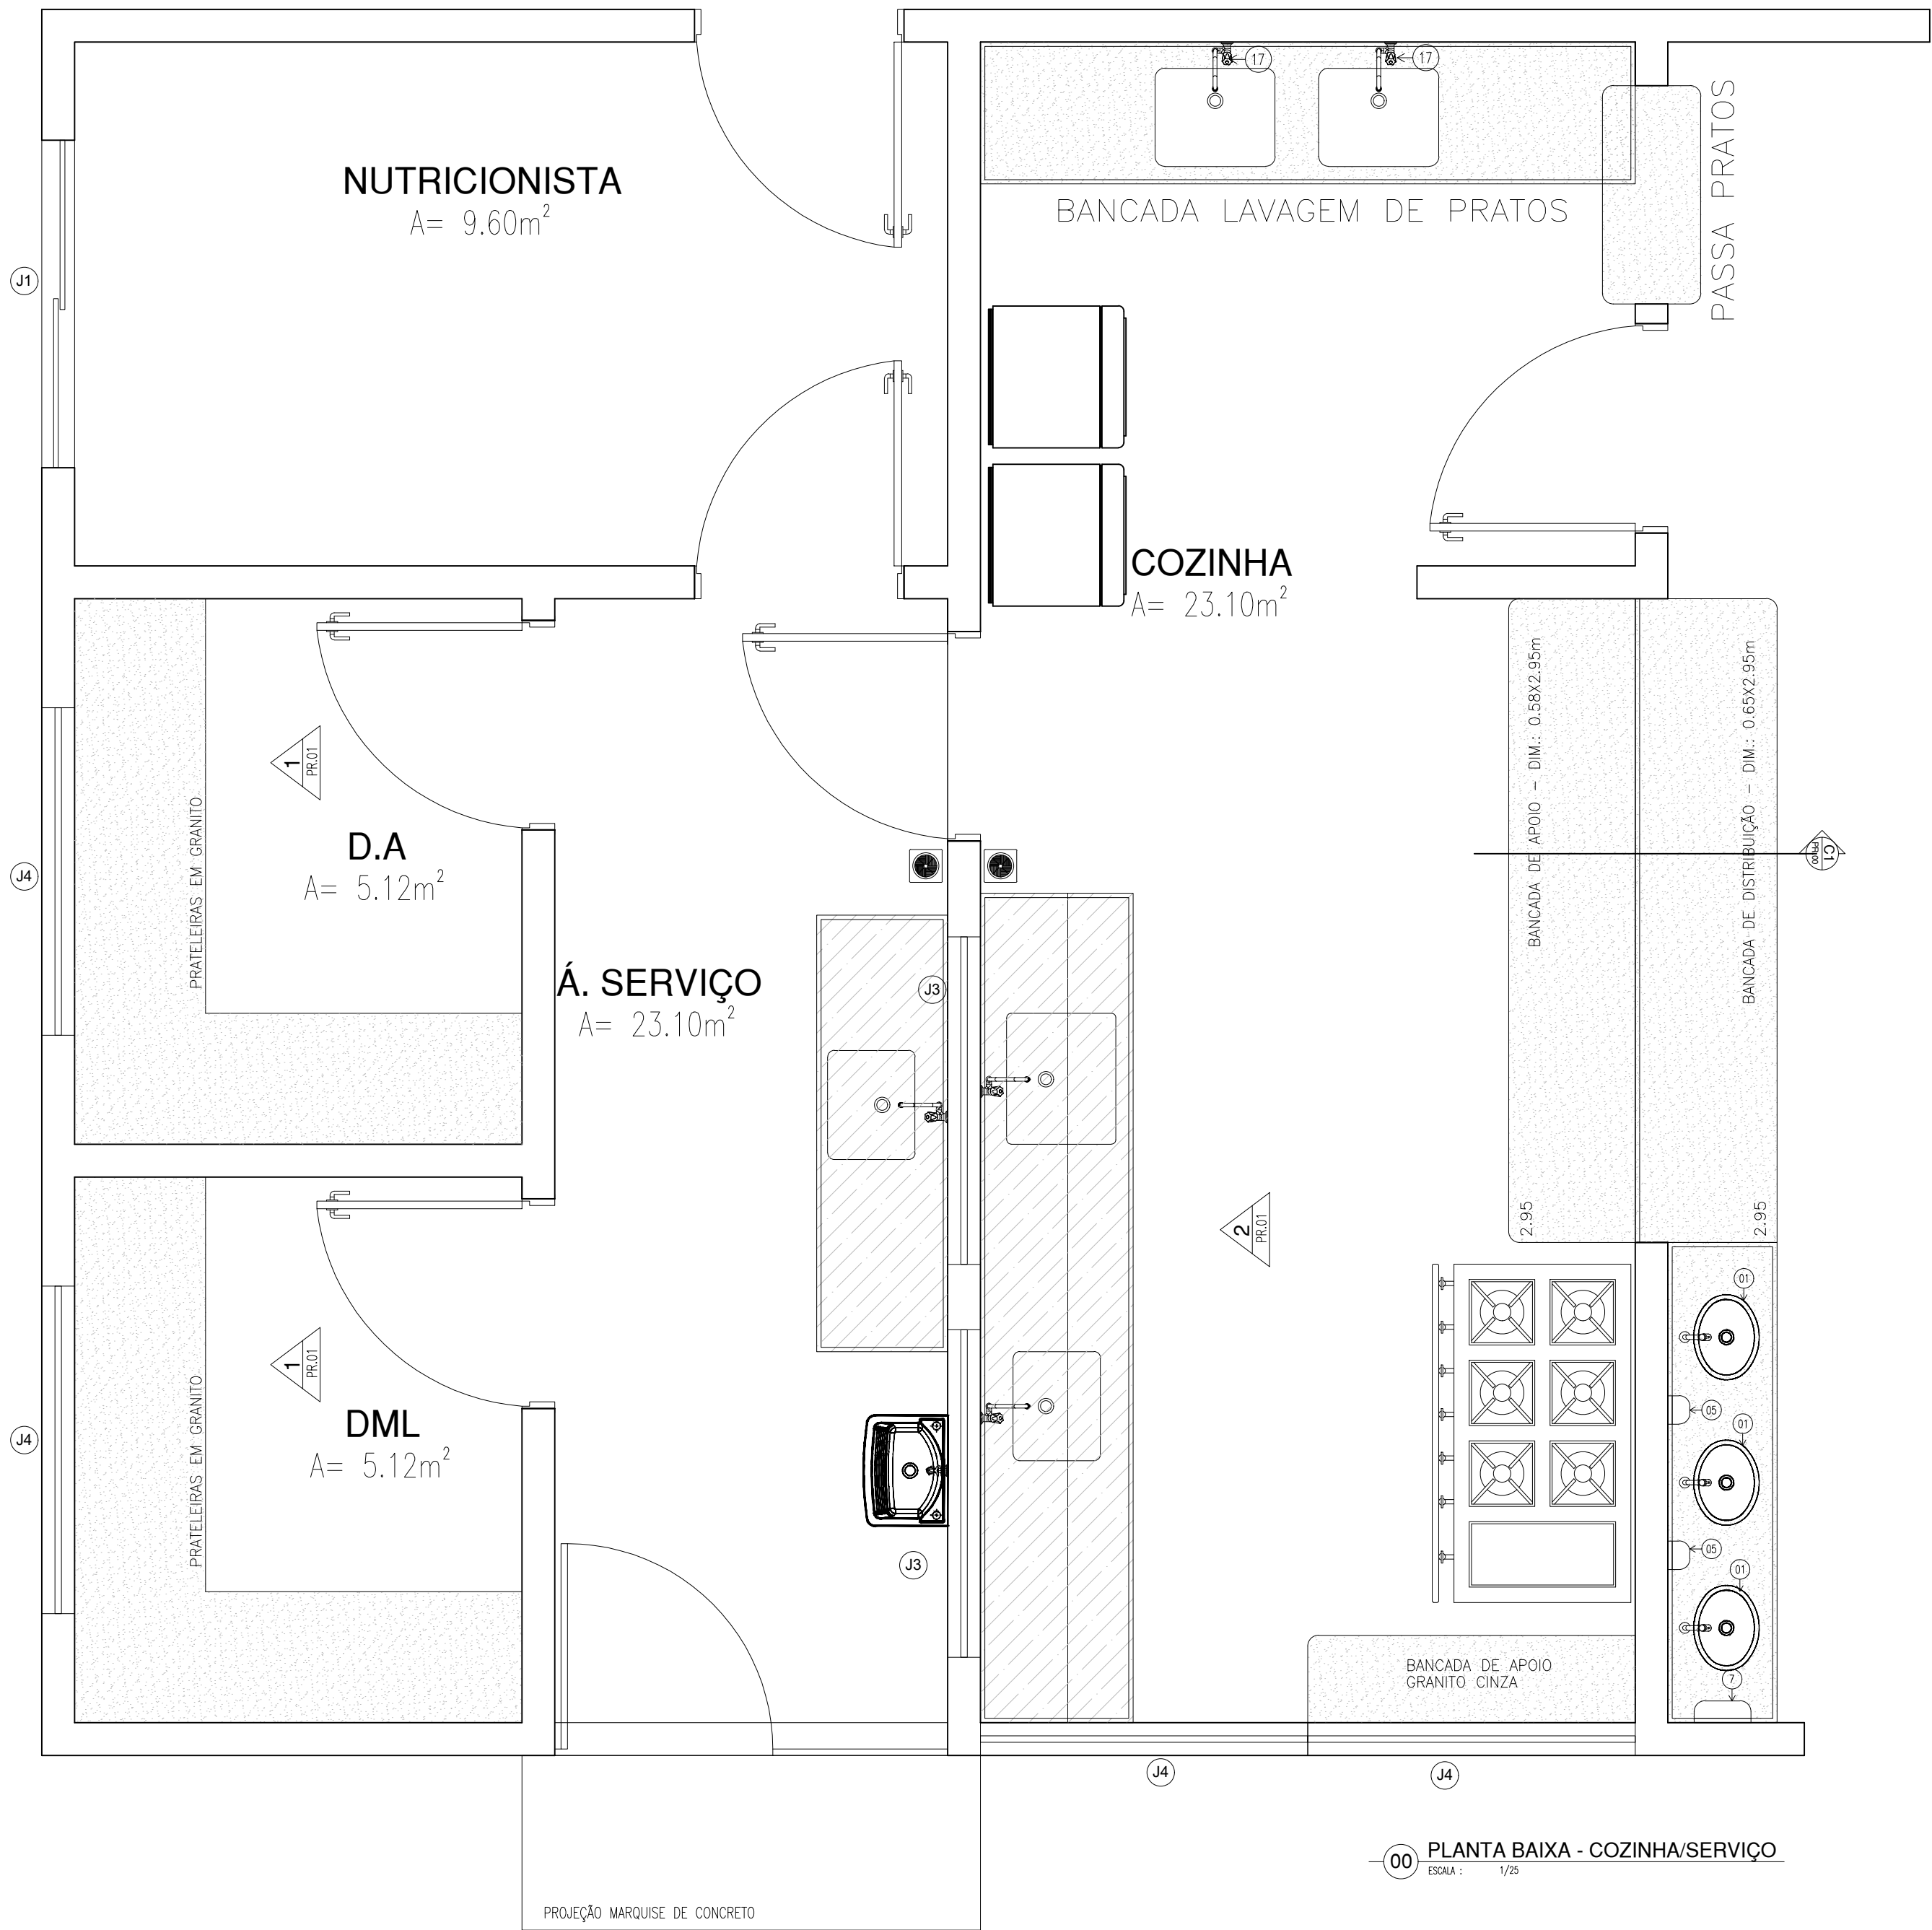 17
17
NUTRICIONISTA
A= 9.60m²
BANCADA LAVAGEM DE PRATOS
PASSA PRATOS
J1
COZINHA
A= 23.10m²
BANCADA DE APOIO - DIM.: 0.58X2.95m
2.95
BANCADA DE DISTRIBUIÇÃO - DIM.: 0.65X2.95m
2.95
C1
PR.00
1
PR.01
PRATELEIRAS EM GRANITO
D.A
A= 5.12m²
J4
Á. SERVIÇO
A= 23.10m²
J3
2
PR.01
01
1
PR.01
PRATELEIRAS EM GRANITO
DML
A= 5.12m²
J4
05
01
J3
05
01
BANCADA DE APOIO
GRANITO CINZA
7
J4
J4
00
PLANTA BAIXA - COZINHA/SERVIÇO
ESCALA : 1/25
PROJEÇÃO MARQUISE DE CONCRETO